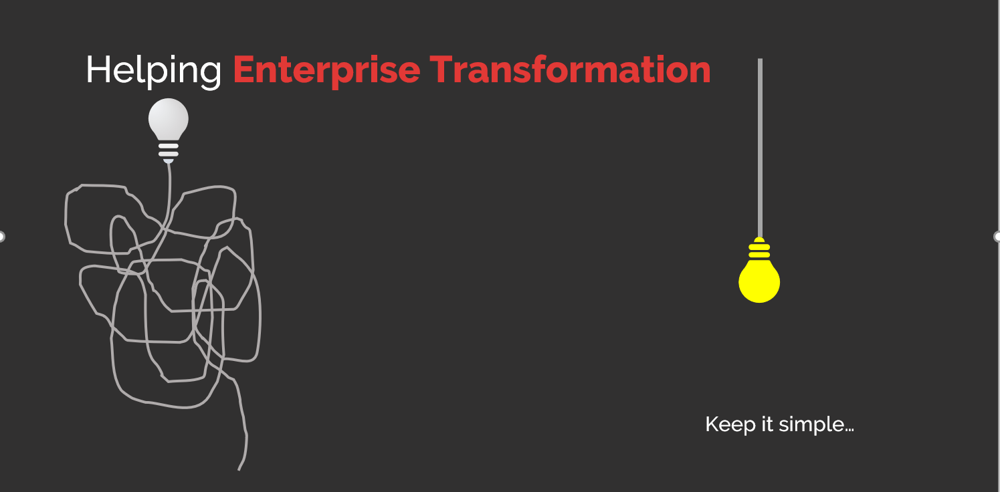 Helping Enterprise Transformation
Keep it simple…